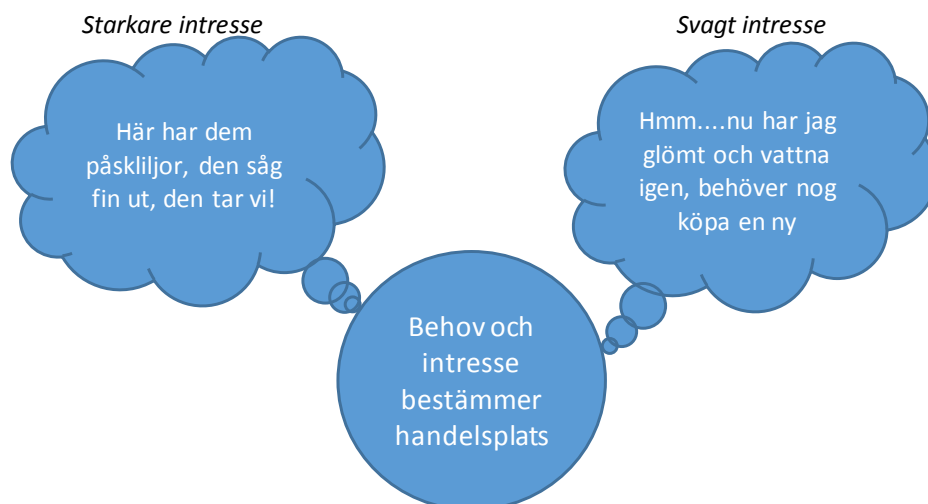 Starkare intresse
Svagt intresse
Här har dem
påskliljor, den såg
fin ut, den tar vi!
Hmm....nu har jag
glömt och vattna
igen, behöver nog
köpa en ny
Behov och
intresse
bestämmer
handelsplats